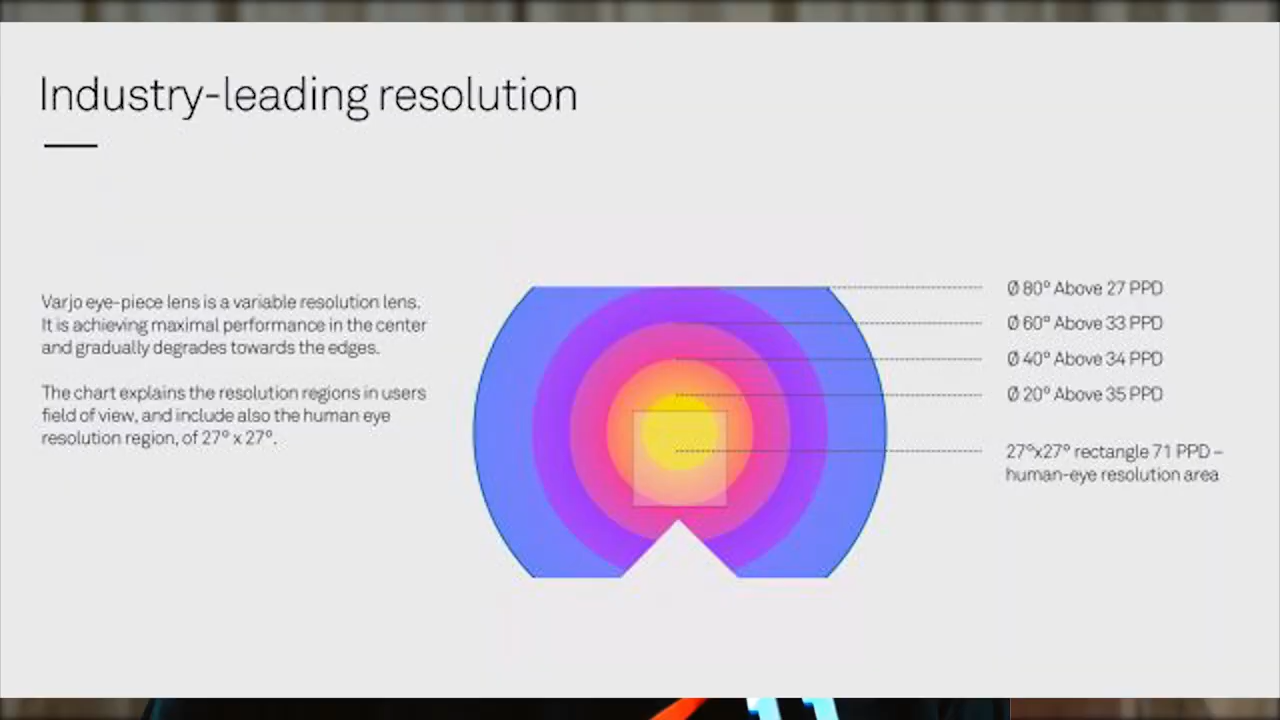 Industry-leading resolution
Varjo eye-piece lens is a variable resolution lens.
It is achieving maximal performance in the center
and gradually degrades towards the edges.
The chart explains the resolution regions in users
field of view, and include also the human eye
resolution region, of 27° x 27°.
Ø 80° Above 27 PPD
Ø 60° Above 33 PPD
Ø 40° Above 34 PPD
Ø 20° Above 35 PPD
27°x27° rectangle 71 PPD –
human-eye resolution area